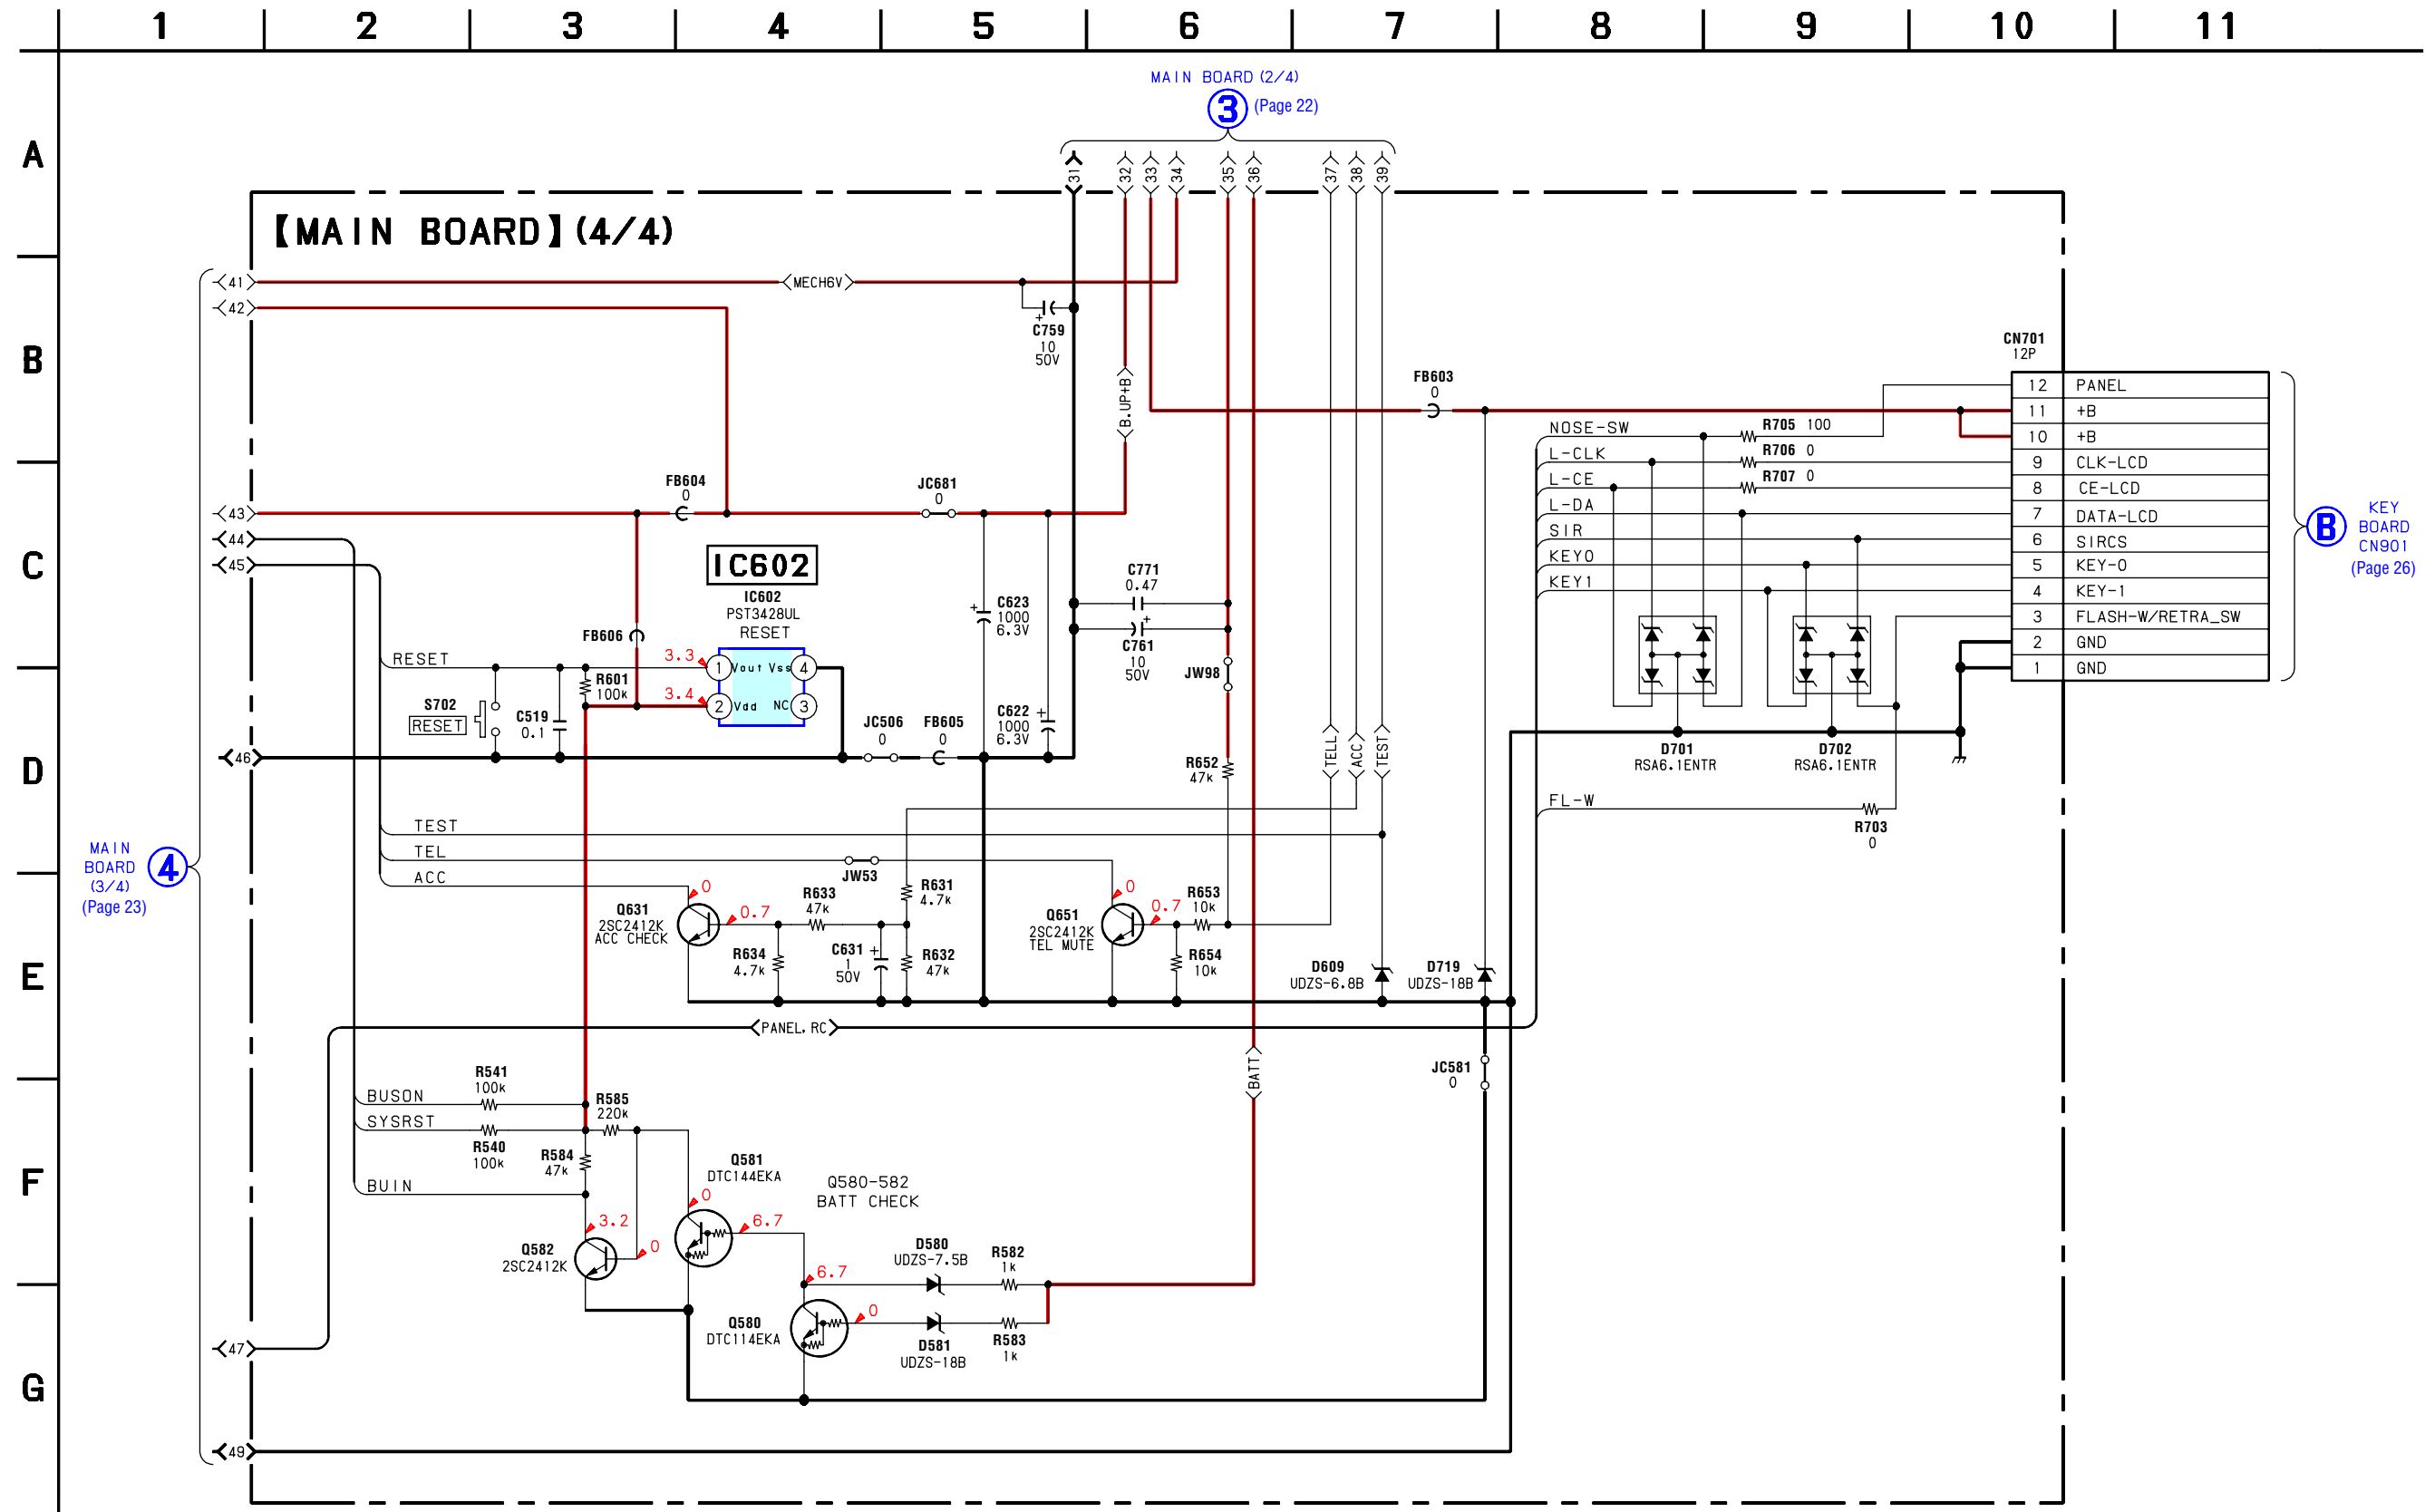 1 2 3 4 5 6 7 8 9 10 11
MAIN BOARD (2/4)
3 (Page 22)
A
31 32 33 34 35 36 37 38 39
【MAIN BOARD】(4/4)
41 MECH6V
42
C759
10
50V
B
B.UP+B
FB603
0
CN701
12P
12 PANEL
11 +B
10 +B
9 CLK-LCD
8 CE-LCD
7 DATA-LCD
6 SIRCS
5 KEY-0
4 KEY-1
3 FLASH-W/RETRA_SW
2 GND
1 GND
B
KEY
BOARD
CN901
(Page 26)
NOSE-SW R705 100
L-CLK R706 0
L-CE R707 0
L-DA
SIR
KEY0
KEY1
FB604
0
JC681
0
43
44
45
C
IC602
IC602
PST3428UL
RESET
FB606
C771
0.47
C623
1000
6.3V
C761
10
50V
RESET
3.3
1 Vout Vss 4
R601
100k
3.4
2 Vdd NC 3
JW98
S702
RESET
C519
0.1
JC506
0
FB605
0
C622
1000
6.3V
46
D
R652
47k
TELL ACC TEST
D701
RSA6.1ENTR
D702
RSA6.1ENTR
FL-W
R703
0
MAIN
BOARD
(3/4)
(Page 23)
4
TEST
TEL
JW53
ACC
0
Q631
2SC2412K
ACC CHECK
0.7
R633
47k
R631
4.7k
R634
4.7k
C631
1
50V
R632
47k
0
Q651
2SC2412K
TEL MUTE
0.7
R653
10k
R654
10k
D609
UDZS-6.8B
D719
UDZS-18B
E
PANEL,RC
BATT
JC581
0
R541
100k
BUSON
R585
220k
SYSRST
R540
100k
R584
47k
BUIN
F
Q581
DTC144EKA
0
6.7
Q580-582
BATT CHECK
3.2
Q582
2SC2412K
0
D580
UDZS-7.5B
R582
1k
6.7
Q580
DTC114EKA
0
D581
UDZS-18B
R583
1k
47
G
49